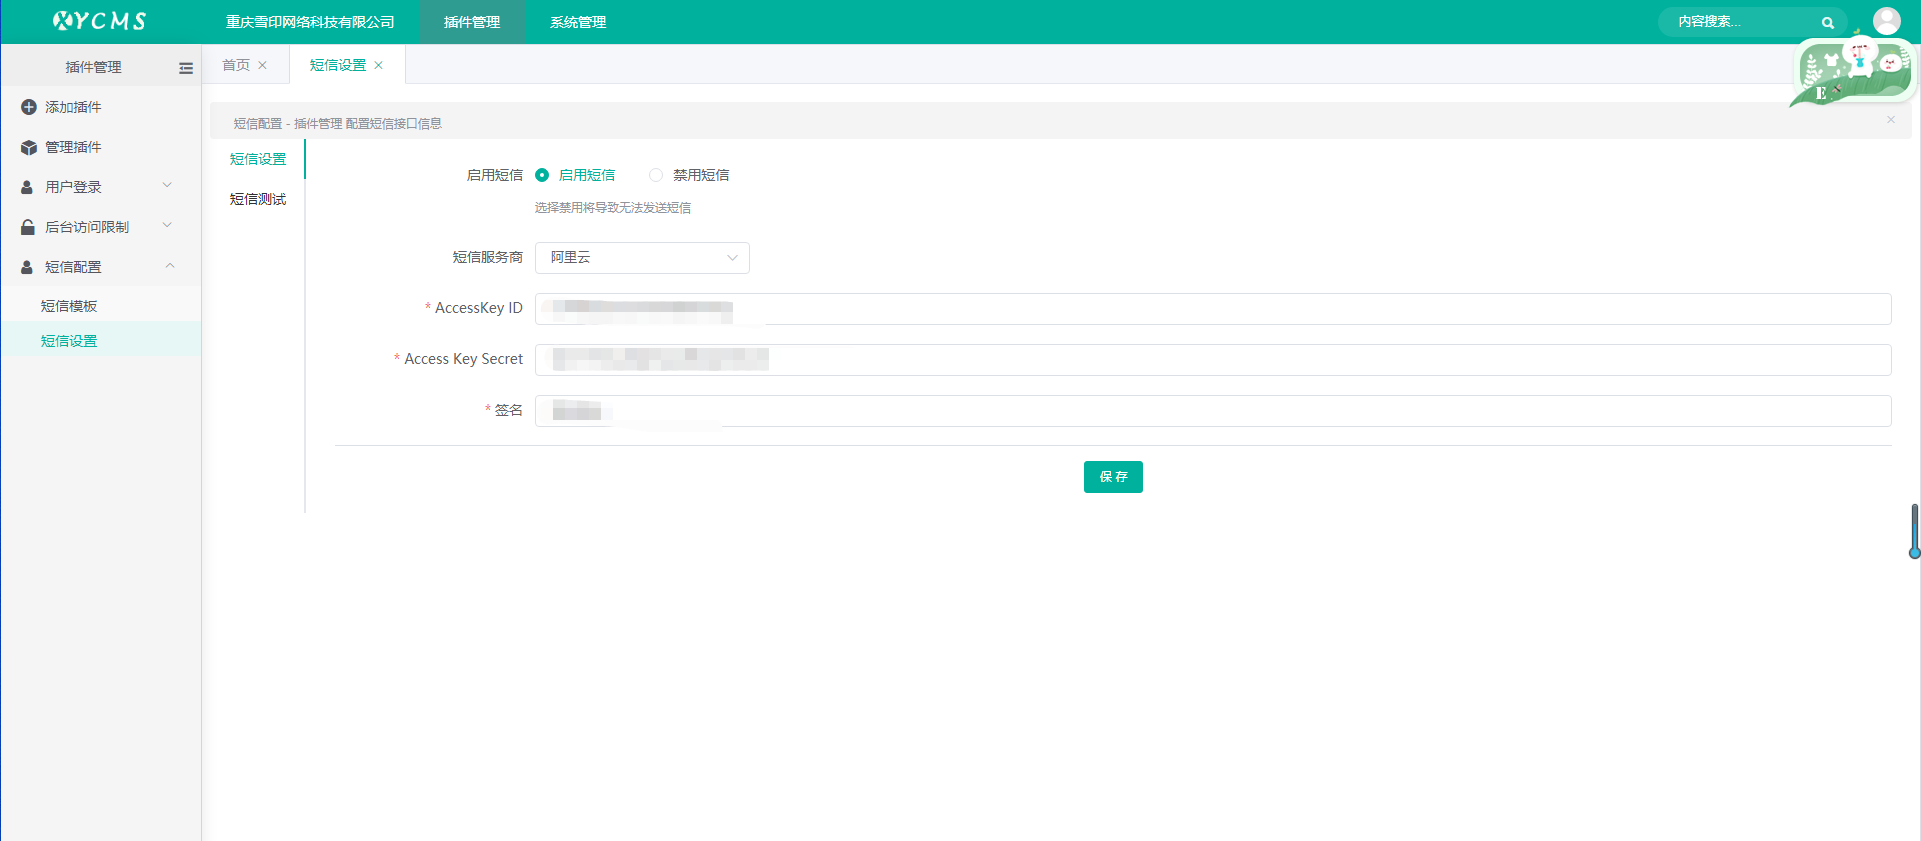 XYCMS
重庆雪印网络科技有限公司
插件管理
系统管理
内容搜索...
插件管理
首页
短信设置
E
添加插件
管理插件
用户登录
后台访问限制
短信配置
短信模板
短信设置
短信配置 - 插件管理 配置短信接口信息
短信设置
短信测试
启用短信
启用短信
禁用短信
选择禁用将导致无法发送短信
短信服务商
阿里云
* AccessKey ID
* Access Key Secret
* 签名
保 存